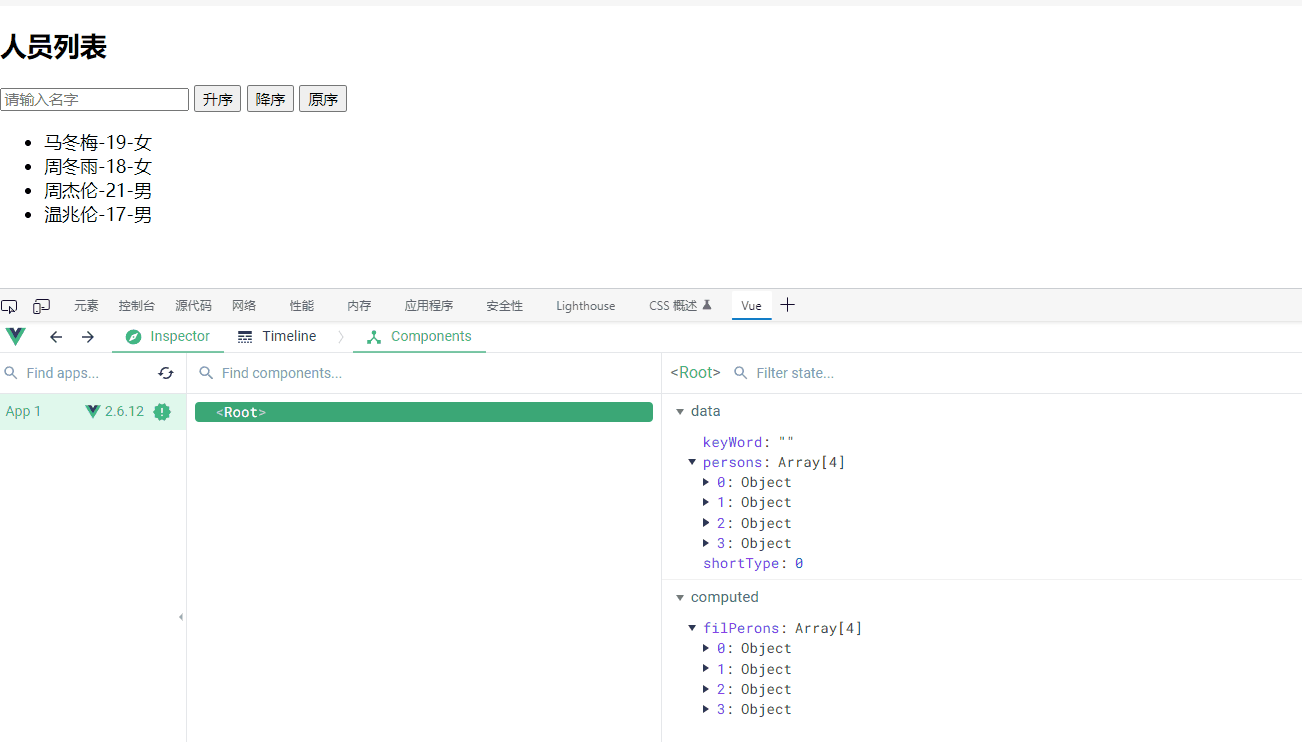 人员列表
请输入名字 升序 降序 原序
马冬梅-19-女
周冬雨-18-女
周杰伦-21-男
温兆伦-17-男
元素 控制台 源代码 网络 性能 内存 应用程序 安全性 Lighthouse CSS 概述 Vue
Inspector Timeline Components
Find apps... Find components... <Root> Filter state...
App 1 2.6.12 <Root> data
keyWord: ""
persons: Array[4]
0: Object
1: Object
2: Object
3: Object
shortType: 0
computed
filPerons: Array[4]
0: Object
1: Object
2: Object
3: Object